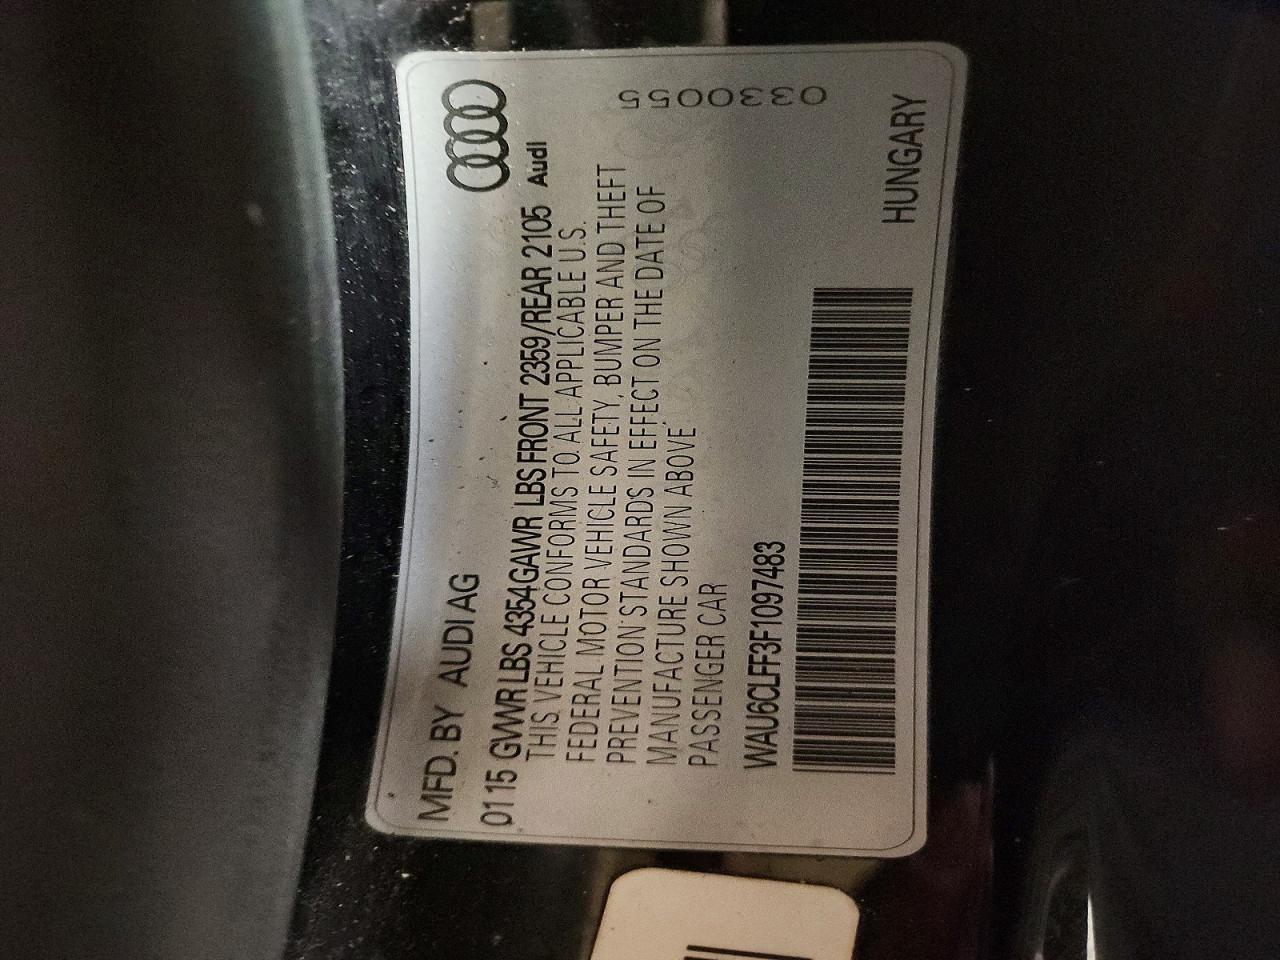 MFD. BY AUDI AG
01 15 GVWR LBS 4354 GAWR LBS FRONT 2359/REAR 2105 Audi
THIS VEHICLE CONFORMS TO ALL APPLICABLE U.S.
FEDERAL MOTOR VEHICLE SAFETY, BUMPER AND THEFT
PREVENTION STANDARDS IN EFFECT ON THE DATE OF
MANUFACTURE SHOWN ABOVE
PASSENGER CAR
WAU6CLFF3F1097483
HUNGARY
0330055